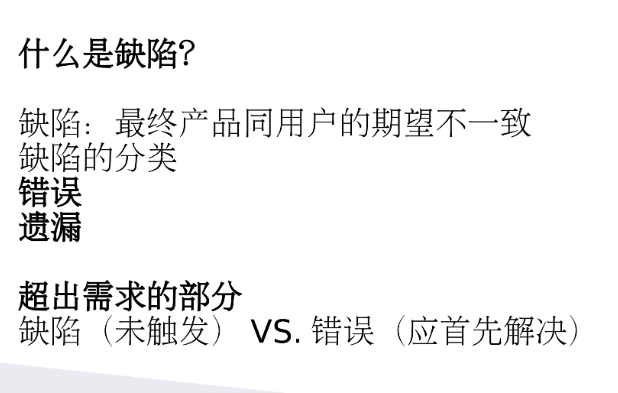 什么是缺陷?
缺陷：最终产品同用户的期望不一致
缺陷的分类
错误
遗漏
超出需求的部分
缺陷（未触发） VS. 错误（应首先解决）